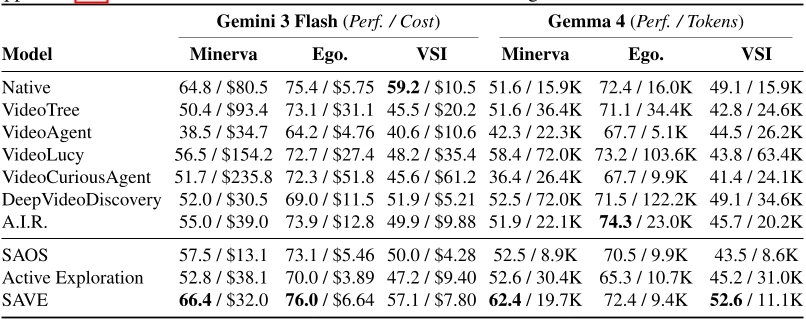 Gemini 3 Flash (Perf. / Cost) Gemma 4 (Perf. / Tokens)
Model Minerva Ego. VSI Minerva Ego. VSI
Native 64.8 / $80.5 75.4 / $5.75 59.2 / $10.5 51.6 / 15.9K 72.4 / 16.0K 49.1 / 15.9K
VideoTree 50.4 / $93.4 73.1 / $31.1 45.5 / $20.2 51.6 / 36.4K 71.1 / 34.4K 42.8 / 24.6K
VideoAgent 38.5 / $34.7 64.2 / $4.76 40.6 / $10.6 42.3 / 22.3K 67.7 / 5.1K 44.5 / 26.2K
VideoLucy 56.5 / $154.2 72.7 / $27.4 48.2 / $35.4 58.4 / 72.0K 73.2 / 103.6K 43.8 / 63.4K
VideoCuriousAgent 51.7 / $235.8 72.3 / $51.8 45.6 / $61.2 36.4 / 26.4K 67.7 / 9.9K 41.4 / 24.1K
DeepVideoDiscovery 52.0 / $30.5 69.0 / $11.5 51.9 / $5.21 52.5 / 72.0K 71.5 / 122.2K 49.1 / 34.6K
A.I.R. 55.0 / $39.0 73.9 / $12.8 49.9 / $9.88 51.9 / 22.1K 74.3 / 23.0K 45.7 / 20.2K
SAOS 57.5 / $13.1 73.1 / $5.46 50.0 / $4.28 52.5 / 8.9K 70.5 / 9.9K 43.5 / 8.6K
Active Exploration 52.8 / $38.1 70.0 / $3.89 47.2 / $9.40 52.6 / 30.4K 65.3 / 10.7K 45.2 / 31.0K
SAVE 66.4 / $32.0 76.0 / $6.64 57.1 / $7.80 62.4 / 19.7K 72.4 / 9.4K 52.6 / 11.1K